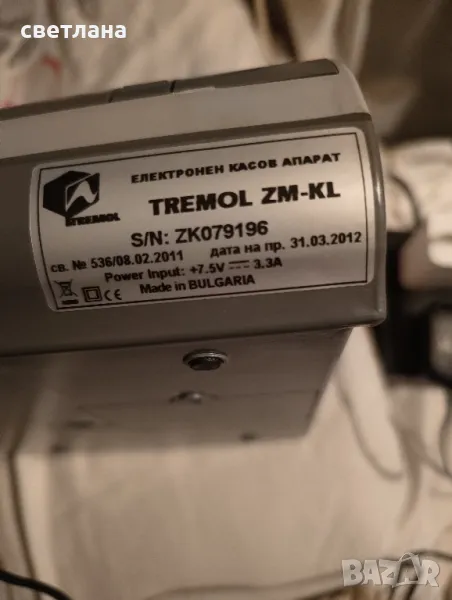 светлана
ЕЛЕКТРОНЕН КАСОВ АПАРАТ
TREMOL
TREMOL ZM-KL
S/N: ZK079196
св. № 536/08.02.2011 дата на пр. 31.03.2012
Power Input: +7.5V 3.3A
CE Made in BULGARIA
BAZAR